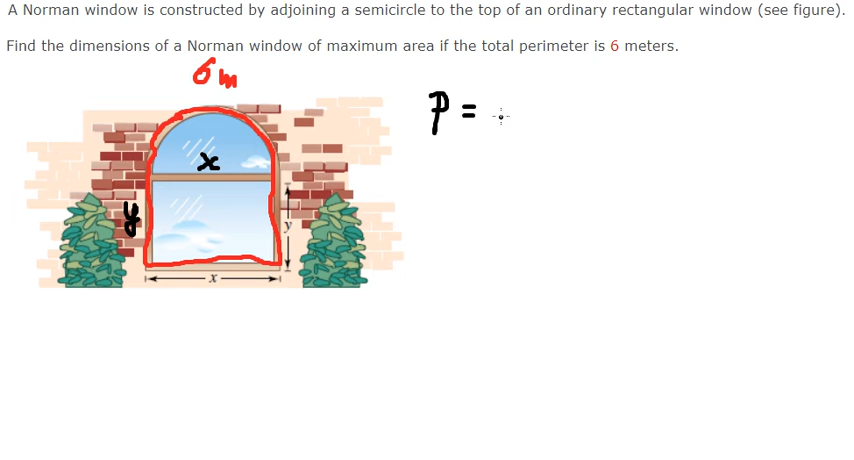 A Norman window is constructed by adjoining a semicircle to the top of an ordinary rectangular window (see figure).
Find the dimensions of a Norman window of maximum area if the total perimeter is 6 meters.
6 m
P =
x
y
y
x